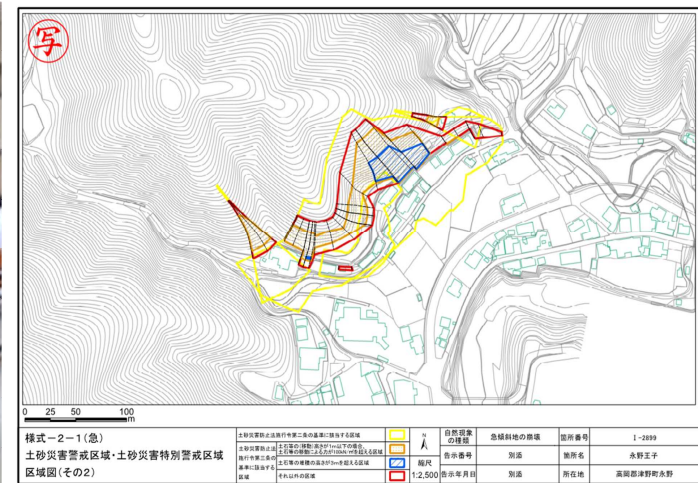 写
0 25 50 100
m
様式－2－1(急)
土砂災害警戒区域・土砂災害特別警戒区域
区域図(その2)
土砂災害防止法施行令第二条の基準に該当する区域
土砂災害防止法
施行令第三条の
基準に該当する
区域
土石等の(移動)高さが1m以下の場合、
土石等の移動による力が100kN/㎡を超える区域
土石等の堆積の高さが3mを超える区域
それ以外の区域
N
縮尺
1:2,500
自然現象
の種類
急傾斜地の崩壊
箇所番号
I-2899
告示番号
別添
箇所名
永野王子
告示年月日
別添
所在地
高岡郡津野町永野